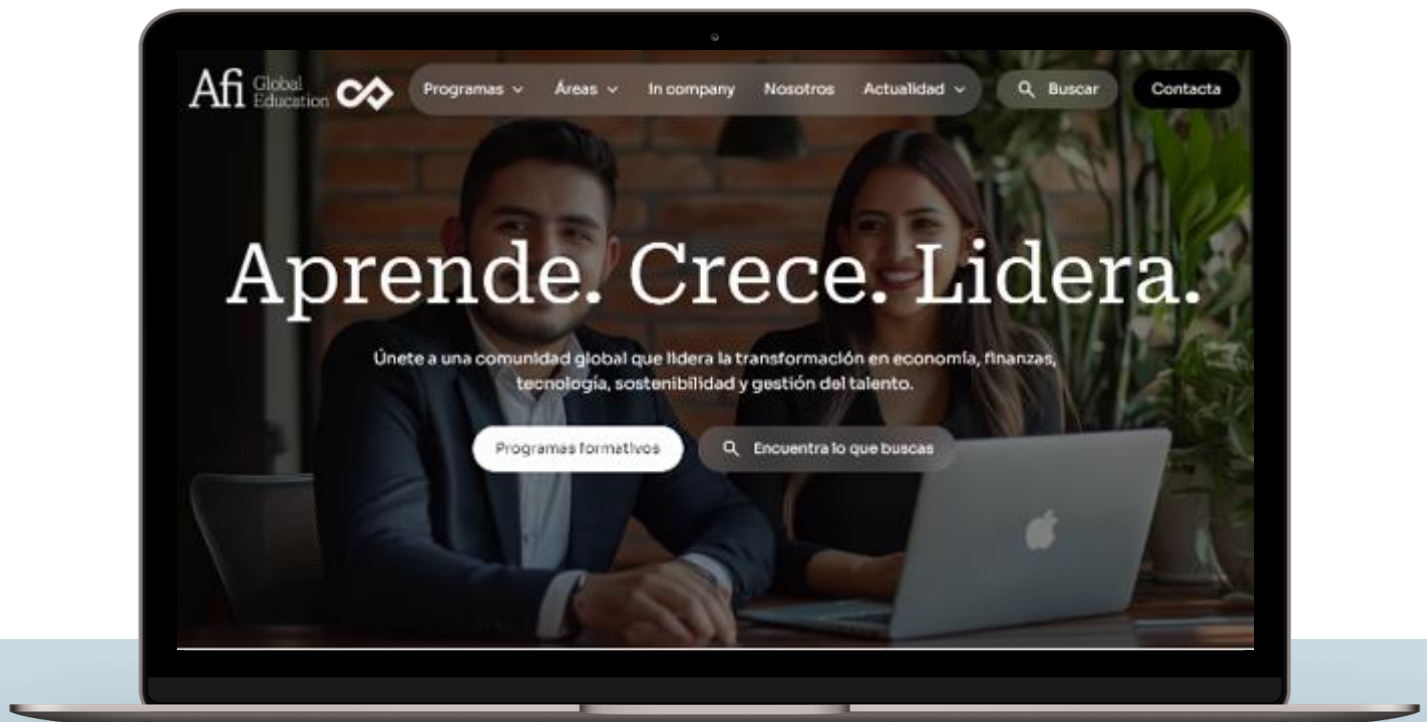 Afi Global Education
Programas
Áreas
In company
Nosotros
Actualidad
Buscar
Contacta
Aprende. Crece. Lidera.
Únete a una comunidad global que lidera la transformación en economía, finanzas,
tecnología, sostenibilidad y gestión del talento.
Programas formativos
Encuentra lo que buscas